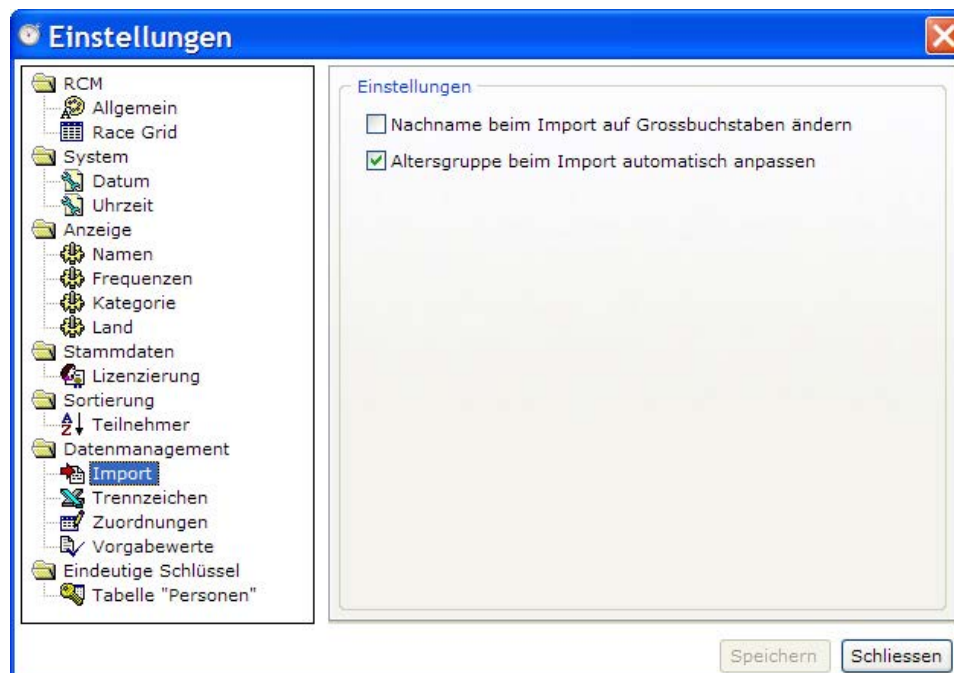 Einstellungen
RCM
Allgemein
Race Grid
System
Datum
Uhrzeit
Anzeige
Namen
Frequenzen
Kategorie
Land
Stammdaten
Lizenzierung
Sortierung
Teilnehmer
Datenmanagement
Import
Trennzeichen
Zuordnungen
Vorgabewerte
Eindeutige Schlüssel
Tabelle "Personen"
Einstellungen
Nachname beim Import auf Grossbuchstaben ändern
Altersgruppe beim Import automatisch anpassen
Speichern
Schliessen